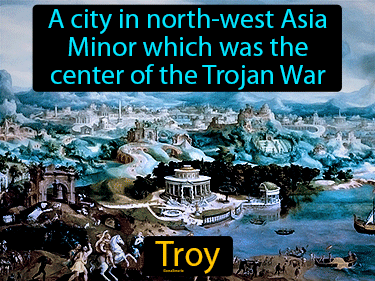 A city in north-west Asia
Minor which was the
center of the Trojan War
Troy